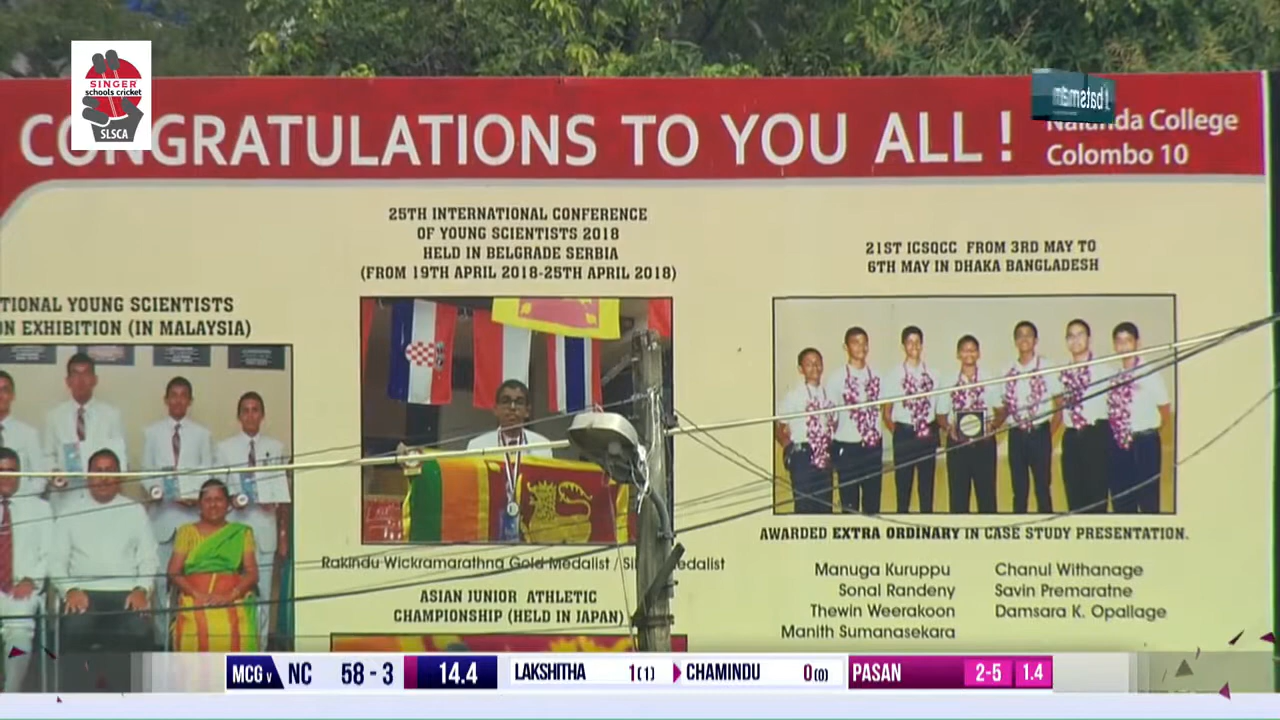 SINGER
schools cricket
SLSCA
CONGRATULATIONS TO YOU ALL !
batsman
Nalanda College
Colombo 10
25TH INTERNATIONAL CONFERENCE
OF YOUNG SCIENTISTS 2018
HELD IN BELGRADE SERBIA
(FROM 19TH APRIL 2018-25TH APRIL 2018)
21ST ICSQCC FROM 3RD MAY TO
6TH MAY IN DHAKA BANGLADESH
TIONAL YOUNG SCIENTISTS
ON EXHIBITION (IN MALAYSIA)
Rakindu Wickramarathna Gold Medalist /
ASIAN JUNIOR ATHLETIC
CHAMPIONSHIP (HELD IN JAPAN)
AWARDED EXTRA ORDINARY IN CASE STUDY PRESENTATION.
Manuga Kuruppu
Sonal Randeny
Thewin Weerakoon
Manith Sumanasekara
Chanul Withanage
Savin Premaratne
Damsara K. Opallage
MCG v NC 58 - 3 14.4 LAKSHITHA 1(1) CHAMINDU 0(0) PASAN 2-5 1.4